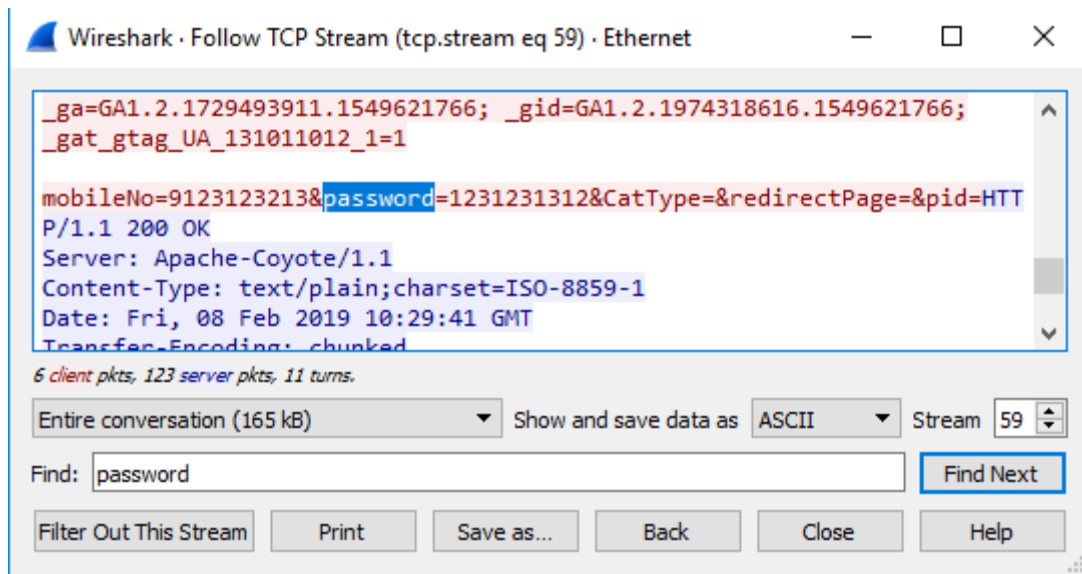 Wireshark · Follow TCP Stream (tcp.stream eq 59) · Ethernet
_ga=GA1.2.1729493911.1549621766; _gid=GA1.2.1974318616.1549621766;
_gat_gtag_UA_131011012_1=1
mobileNo=9123123213&password=1231231312&CatType=&redirectPage=&pid=HTT
P/1.1 200 OK
Server: Apache-Coyote/1.1
Content-Type: text/plain;charset=ISO-8859-1
Date: Fri, 08 Feb 2019 10:29:41 GMT
Transfer-Encoding: chunked
6 client pkts, 123 server pkts, 11 turns.
Entire conversation (165 kB) Show and save data as ASCII Stream 59
Find: password Find Next
Filter Out This Stream Print Save as... Back Close Help